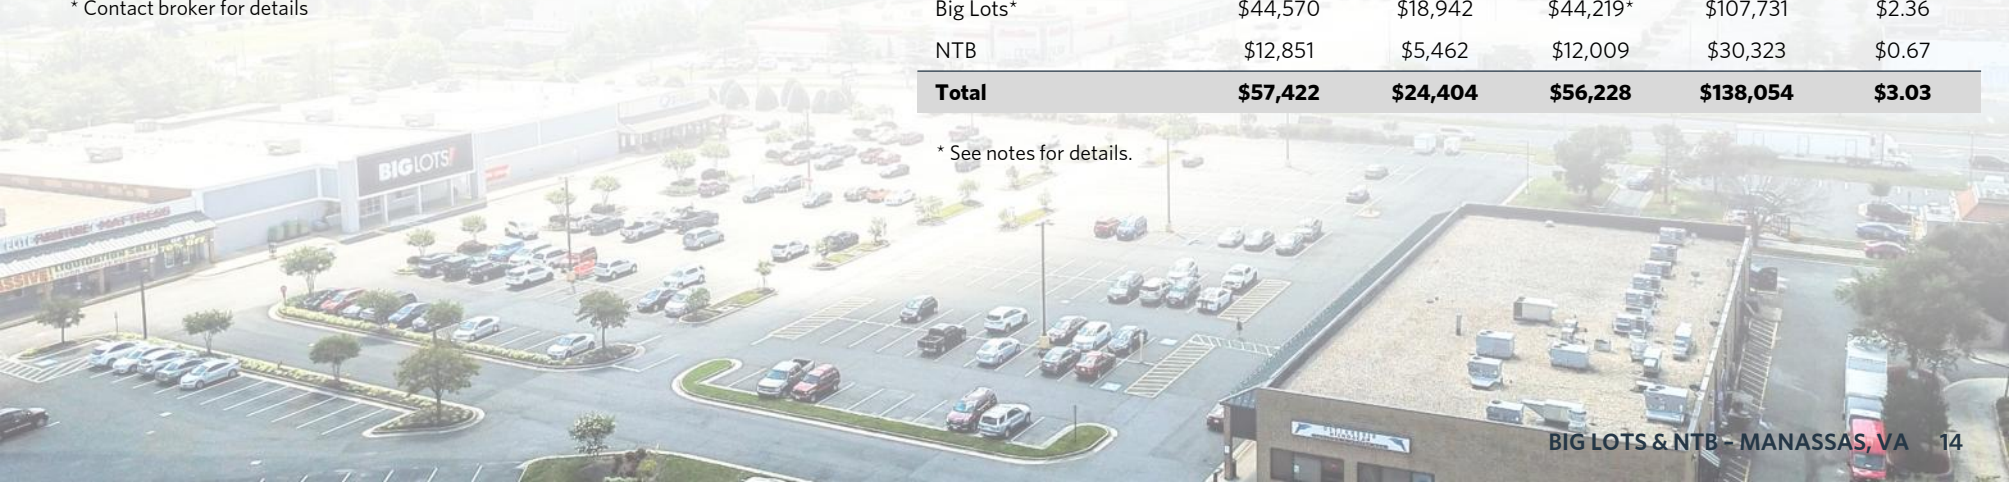 * Contact broker for details
Big Lots* $44,570 $18,942 $44,219* $107,731 $2.36
NTB $12,851 $5,462 $12,009 $30,323 $0.67
Total $57,422 $24,404 $56,228 $138,054 $3.03
* See notes for details.
BIG LOTS
MATTRESS
LIQUIDATION
BIG LOTS & NTB - MANASSAS, VA 14